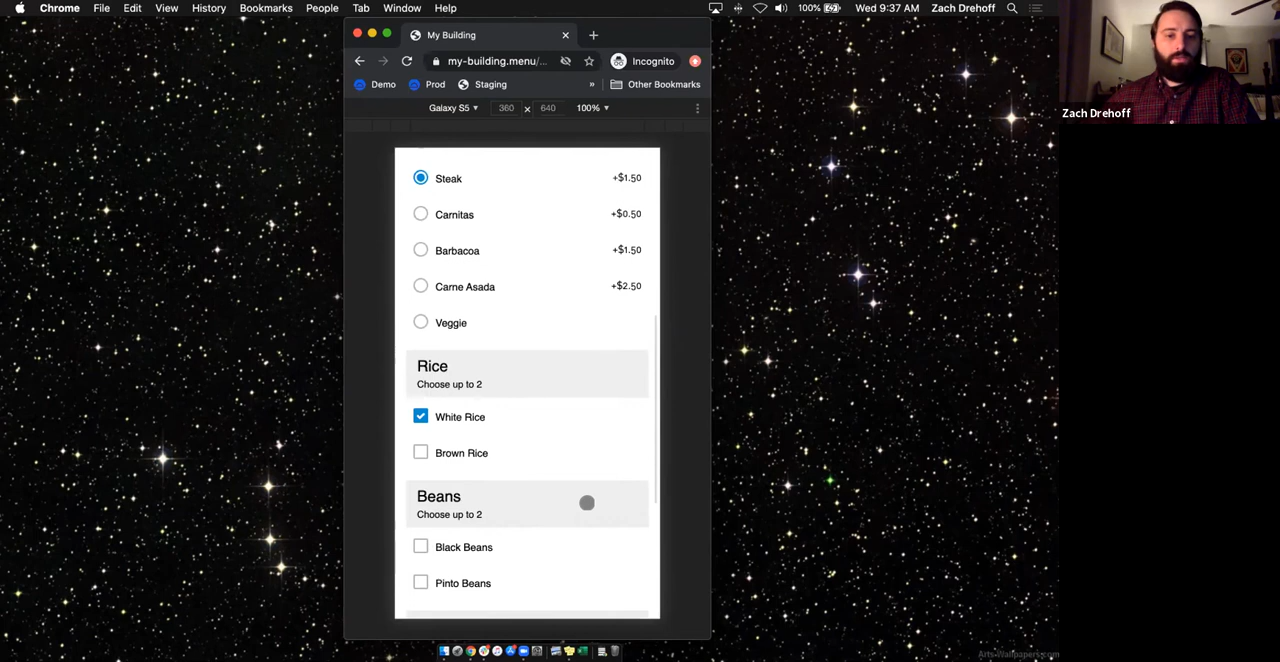 Chrome File Edit View History Bookmarks People Tab Window Help
100% Wed 9:37 AM Zach Drehoff
My Building
my-building.menu/... Incognito
Demo Prod Staging » Other Bookmarks
Galaxy S5 ▼ 360 × 640 100% ▼
Zach Drehoff
Steak +$1.50
Carnitas +$0.50
Barbacoa +$1.50
Carne Asada +$2.50
Veggie
Rice
Choose up to 2
White Rice
Brown Rice
Beans
Choose up to 2
Black Beans
Pinto Beans
Arts-Wallpapers.com